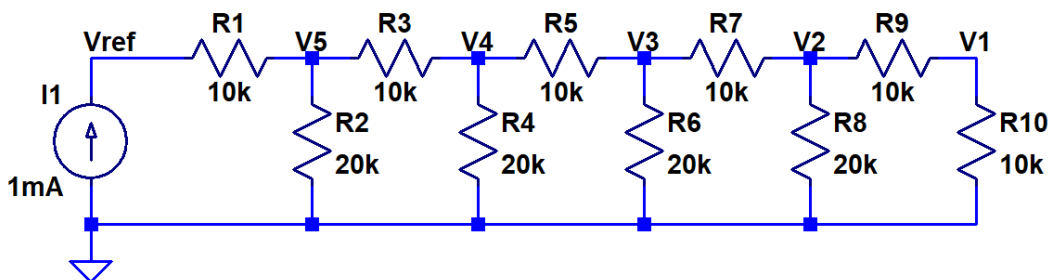 R1 R3 R5 R7 R9
Vref V5 V4 V3 V2 V1
10k 10k 10k 10k 10k
I1 R2 R4 R6 R8 R10
1mA 20k 20k 20k 20k 10k